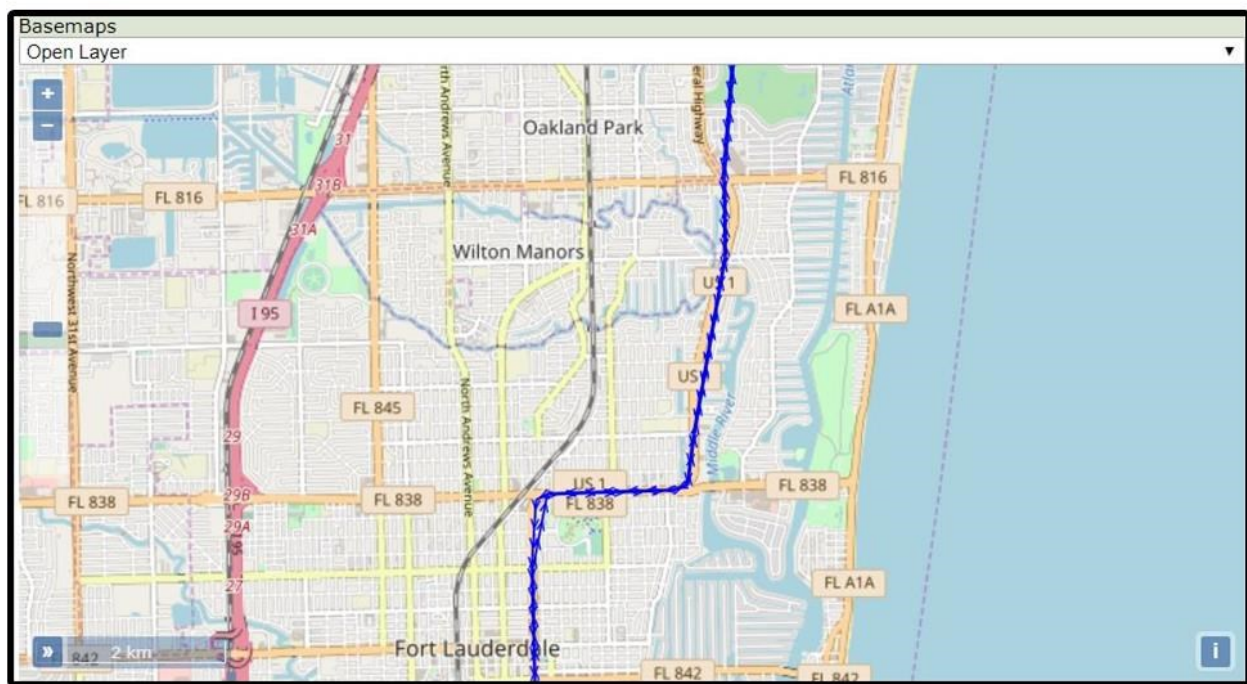 Basemaps
Open Layer
+
−
North Andrews Avenue
Federal Highway
Oakland Park
31
31B
FL 816
FL 816
FL 816
31A
Wilton Manors
Northwest 31st Avenue
I 95
US 1
FL A1A
US
FL 845
North Andrews Avenue
Middle River
29
29B
FL 838
FL 838
US 1
FL 838
FL 838
29A
27
FL A1A
»
842
2 km
Fort Lauderdale
FL 842
FL A1A
i